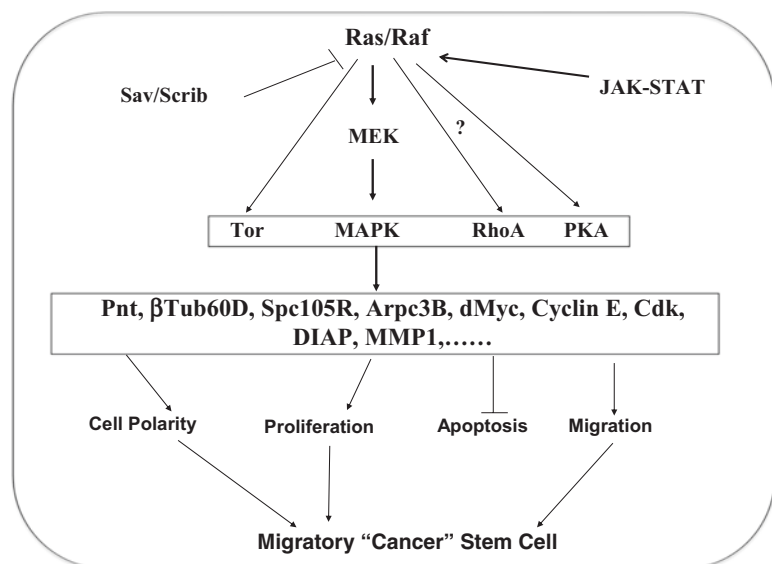 Ras/Raf
Sav/Scrib
JAK-STAT
?
MEK
Tor MAPK RhoA PKA
Pnt, βTub60D, Spc105R, Arpc3B, dMyc, Cyclin E, Cdk,
DIAP, MMP1,......
Cell Polarity Proliferation Apoptosis Migration
Migratory “Cancer” Stem Cell